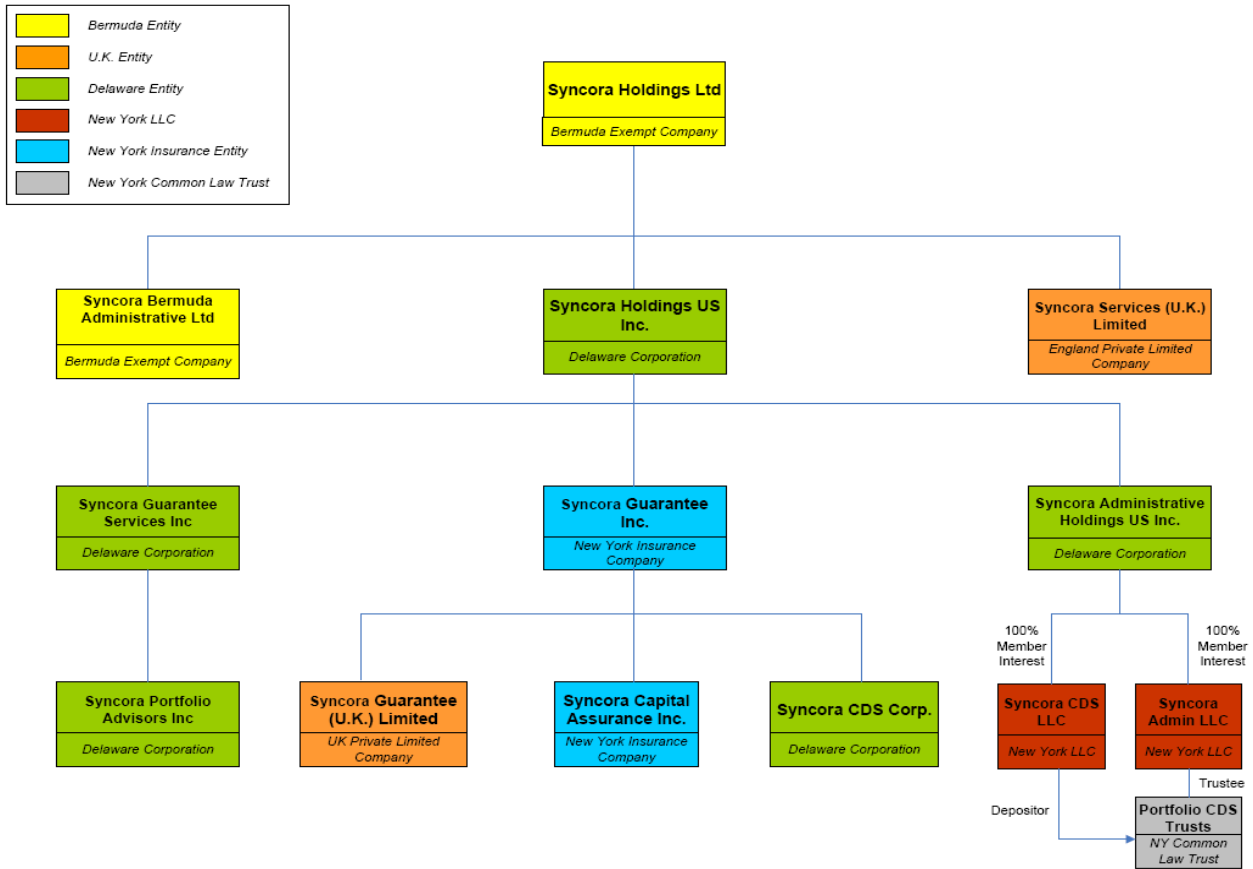 Bermuda Entity
U.K. Entity
Delaware Entity
New York LLC
New York Insurance Entity
New York Common Law Trust
Syncora Holdings Ltd
Bermuda Exempt Company
Syncora Bermuda
Administrative Ltd
Bermuda Exempt Company
Syncora Holdings US
Inc.
Delaware Corporation
Syncora Services (U.K.)
Limited
England Private Limited
Company
Syncora Guarantee
Services Inc
Delaware Corporation
Syncora Guarantee
Inc.
New York Insurance
Company
Syncora Administrative
Holdings US Inc.
Delaware Corporation
100%
Member
Interest
100%
Member
Interest
Syncora Portfolio
Advisors Inc
Delaware Corporation
Syncora Guarantee
(U.K.) Limited
UK Private Limited
Company
Syncora Capital
Assurance Inc.
New York Insurance
Company
Syncora CDS Corp.
Delaware Corporation
Syncora CDS
LLC
New York LLC
Syncora
Admin LLC
New York LLC
Trustee
Depositor
Portfolio CDS
Trusts
NY Common
Law Trust